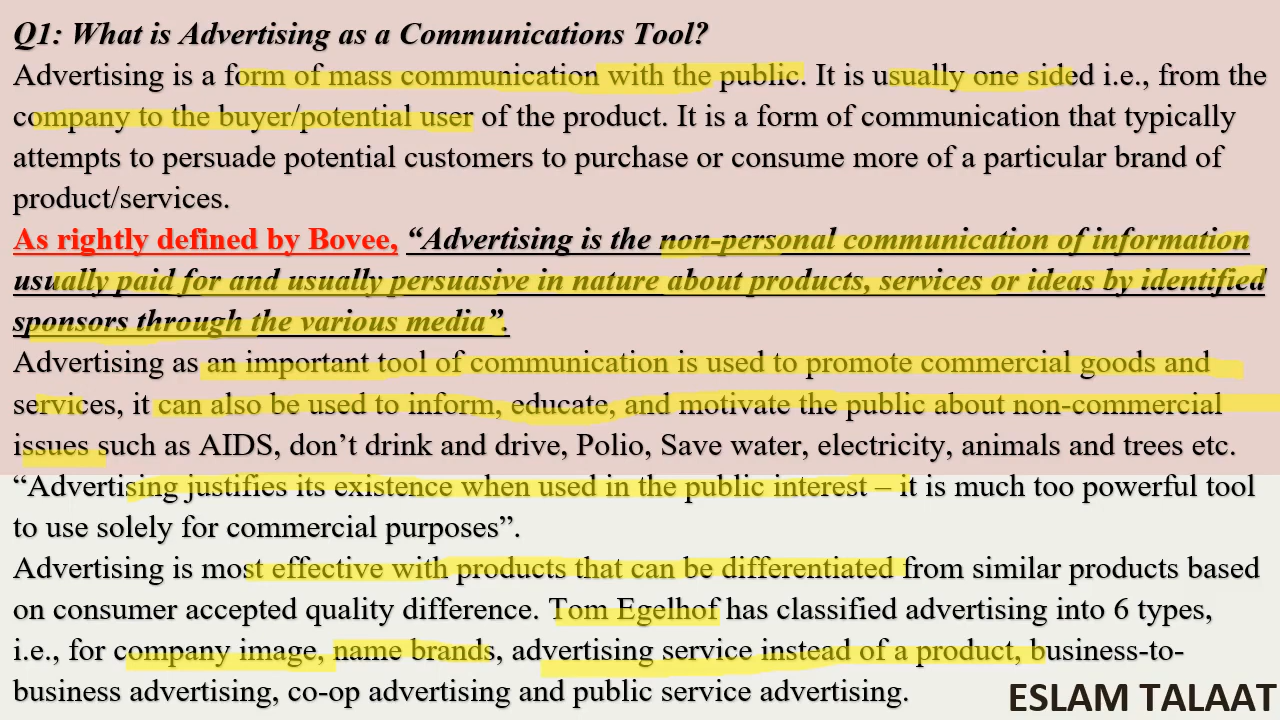 Q1: What is Advertising as a Communications Tool?
Advertising is a form of mass communication with the public. It is usually one sided i.e., from the
company to the buyer/potential user of the product. It is a form of communication that typically
attempts to persuade potential customers to purchase or consume more of a particular brand of
product/services.
As rightly defined by Bovee, “Advertising is the non-personal communication of information
usually paid for and usually persuasive in nature about products, services or ideas by identified
sponsors through the various media”.
Advertising as an important tool of communication is used to promote commercial goods and
services, it can also be used to inform, educate, and motivate the public about non-commercial
issues such as AIDS, don’t drink and drive, Polio, Save water, electricity, animals and trees etc.
“Advertising justifies its existence when used in the public interest – it is much too powerful tool
to use solely for commercial purposes”.
Advertising is most effective with products that can be differentiated from similar products based
on consumer accepted quality difference. Tom Egelhof has classified advertising into 6 types,
i.e., for company image, name brands, advertising service instead of a product, business-to-
business advertising, co-op advertising and public service advertising.
ESLAM TALAAT